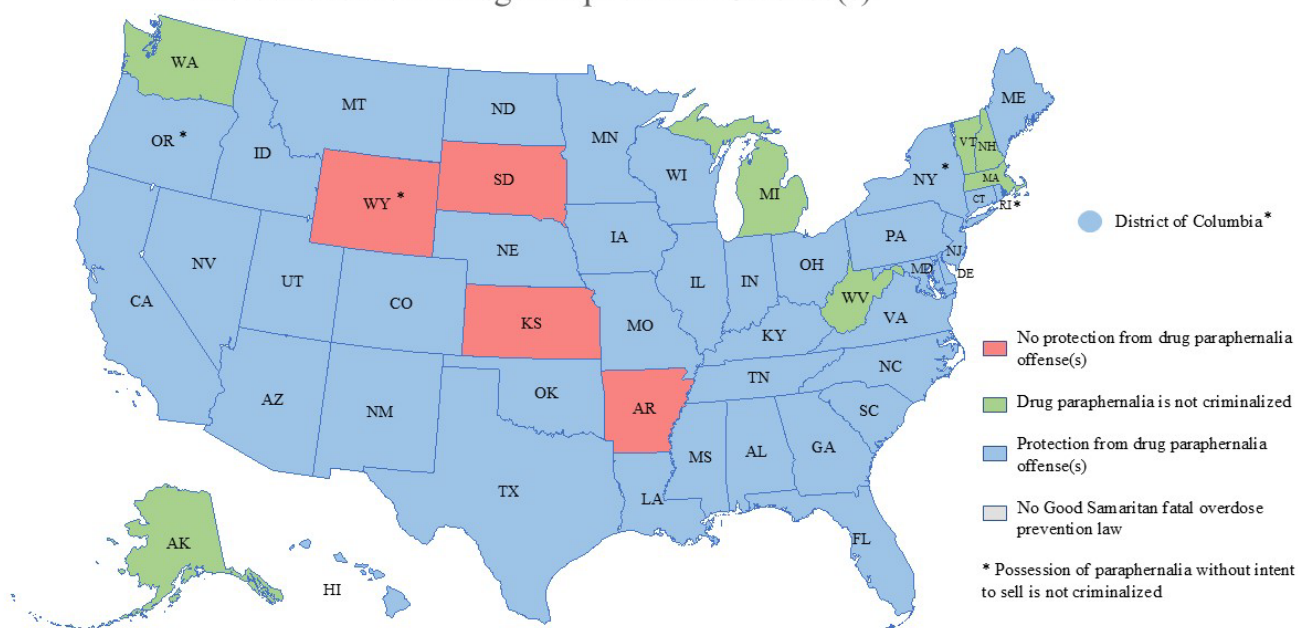 WA
MT
ND
MN
ME
OR *
ID
WY *
SD
WI
MI
NY *
VT
NH
MA
CT
RI *
District of Columbia *
NV
UT
CO
NE
IA
IL
IN
OH
PA
NJ
MD
DE
CA
KS
MO
KY
WV
VA
AZ
NM
OK
AR
TN
NC
SC
MS
AL
GA
TX
LA
FL
AK
HI
No protection from drug paraphernalia
offense(s)
Drug paraphernalia is not criminalized
Protection from drug paraphernalia
offense(s)
No Good Samaritan fatal overdose
prevention law
* Possession of paraphernalia without intent
to sell is not criminalized